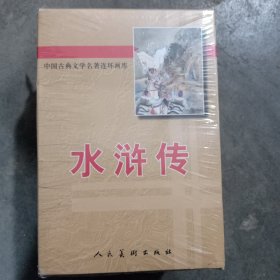 中国古典文学名著连环画库
水浒传
人民美术出版社